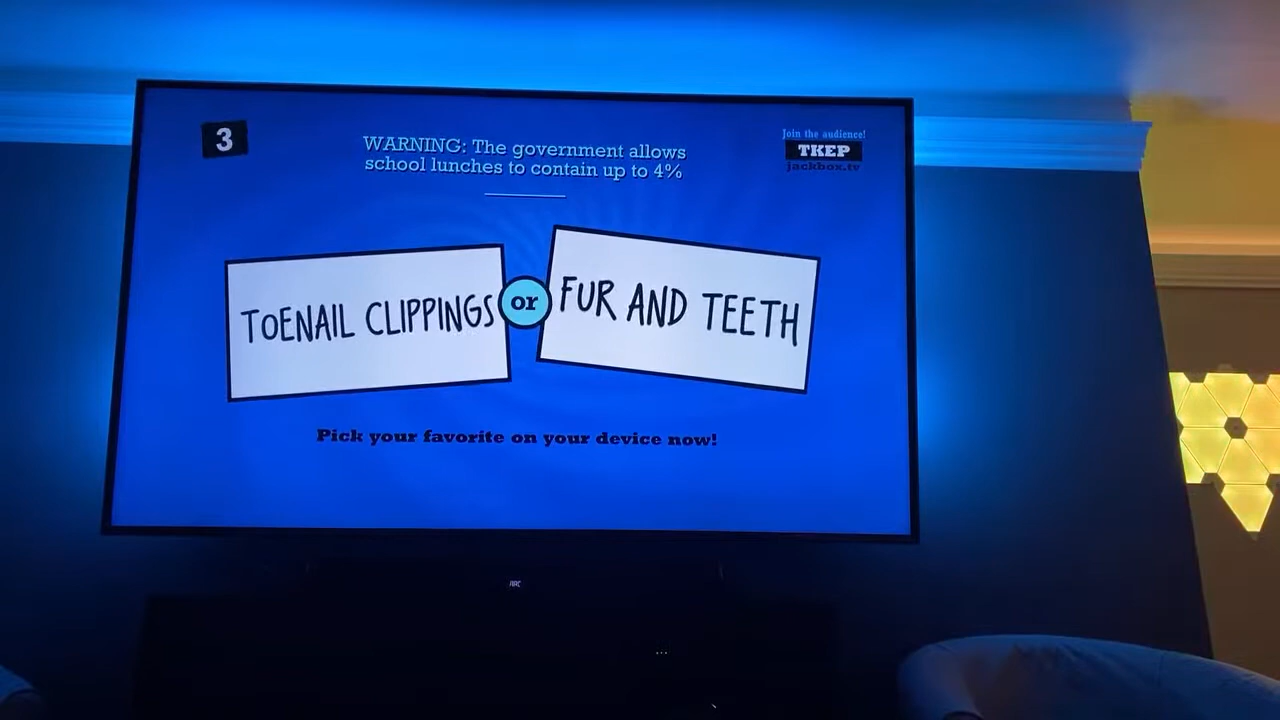 3
WARNING: The government allows
school lunches to contain up to 4%
Join the audience!
TKEP
jackbox.tv
TOENAIL CLIPPINGS
or
FUR AND TEETH
Pick your favorite on your device now!
ARC